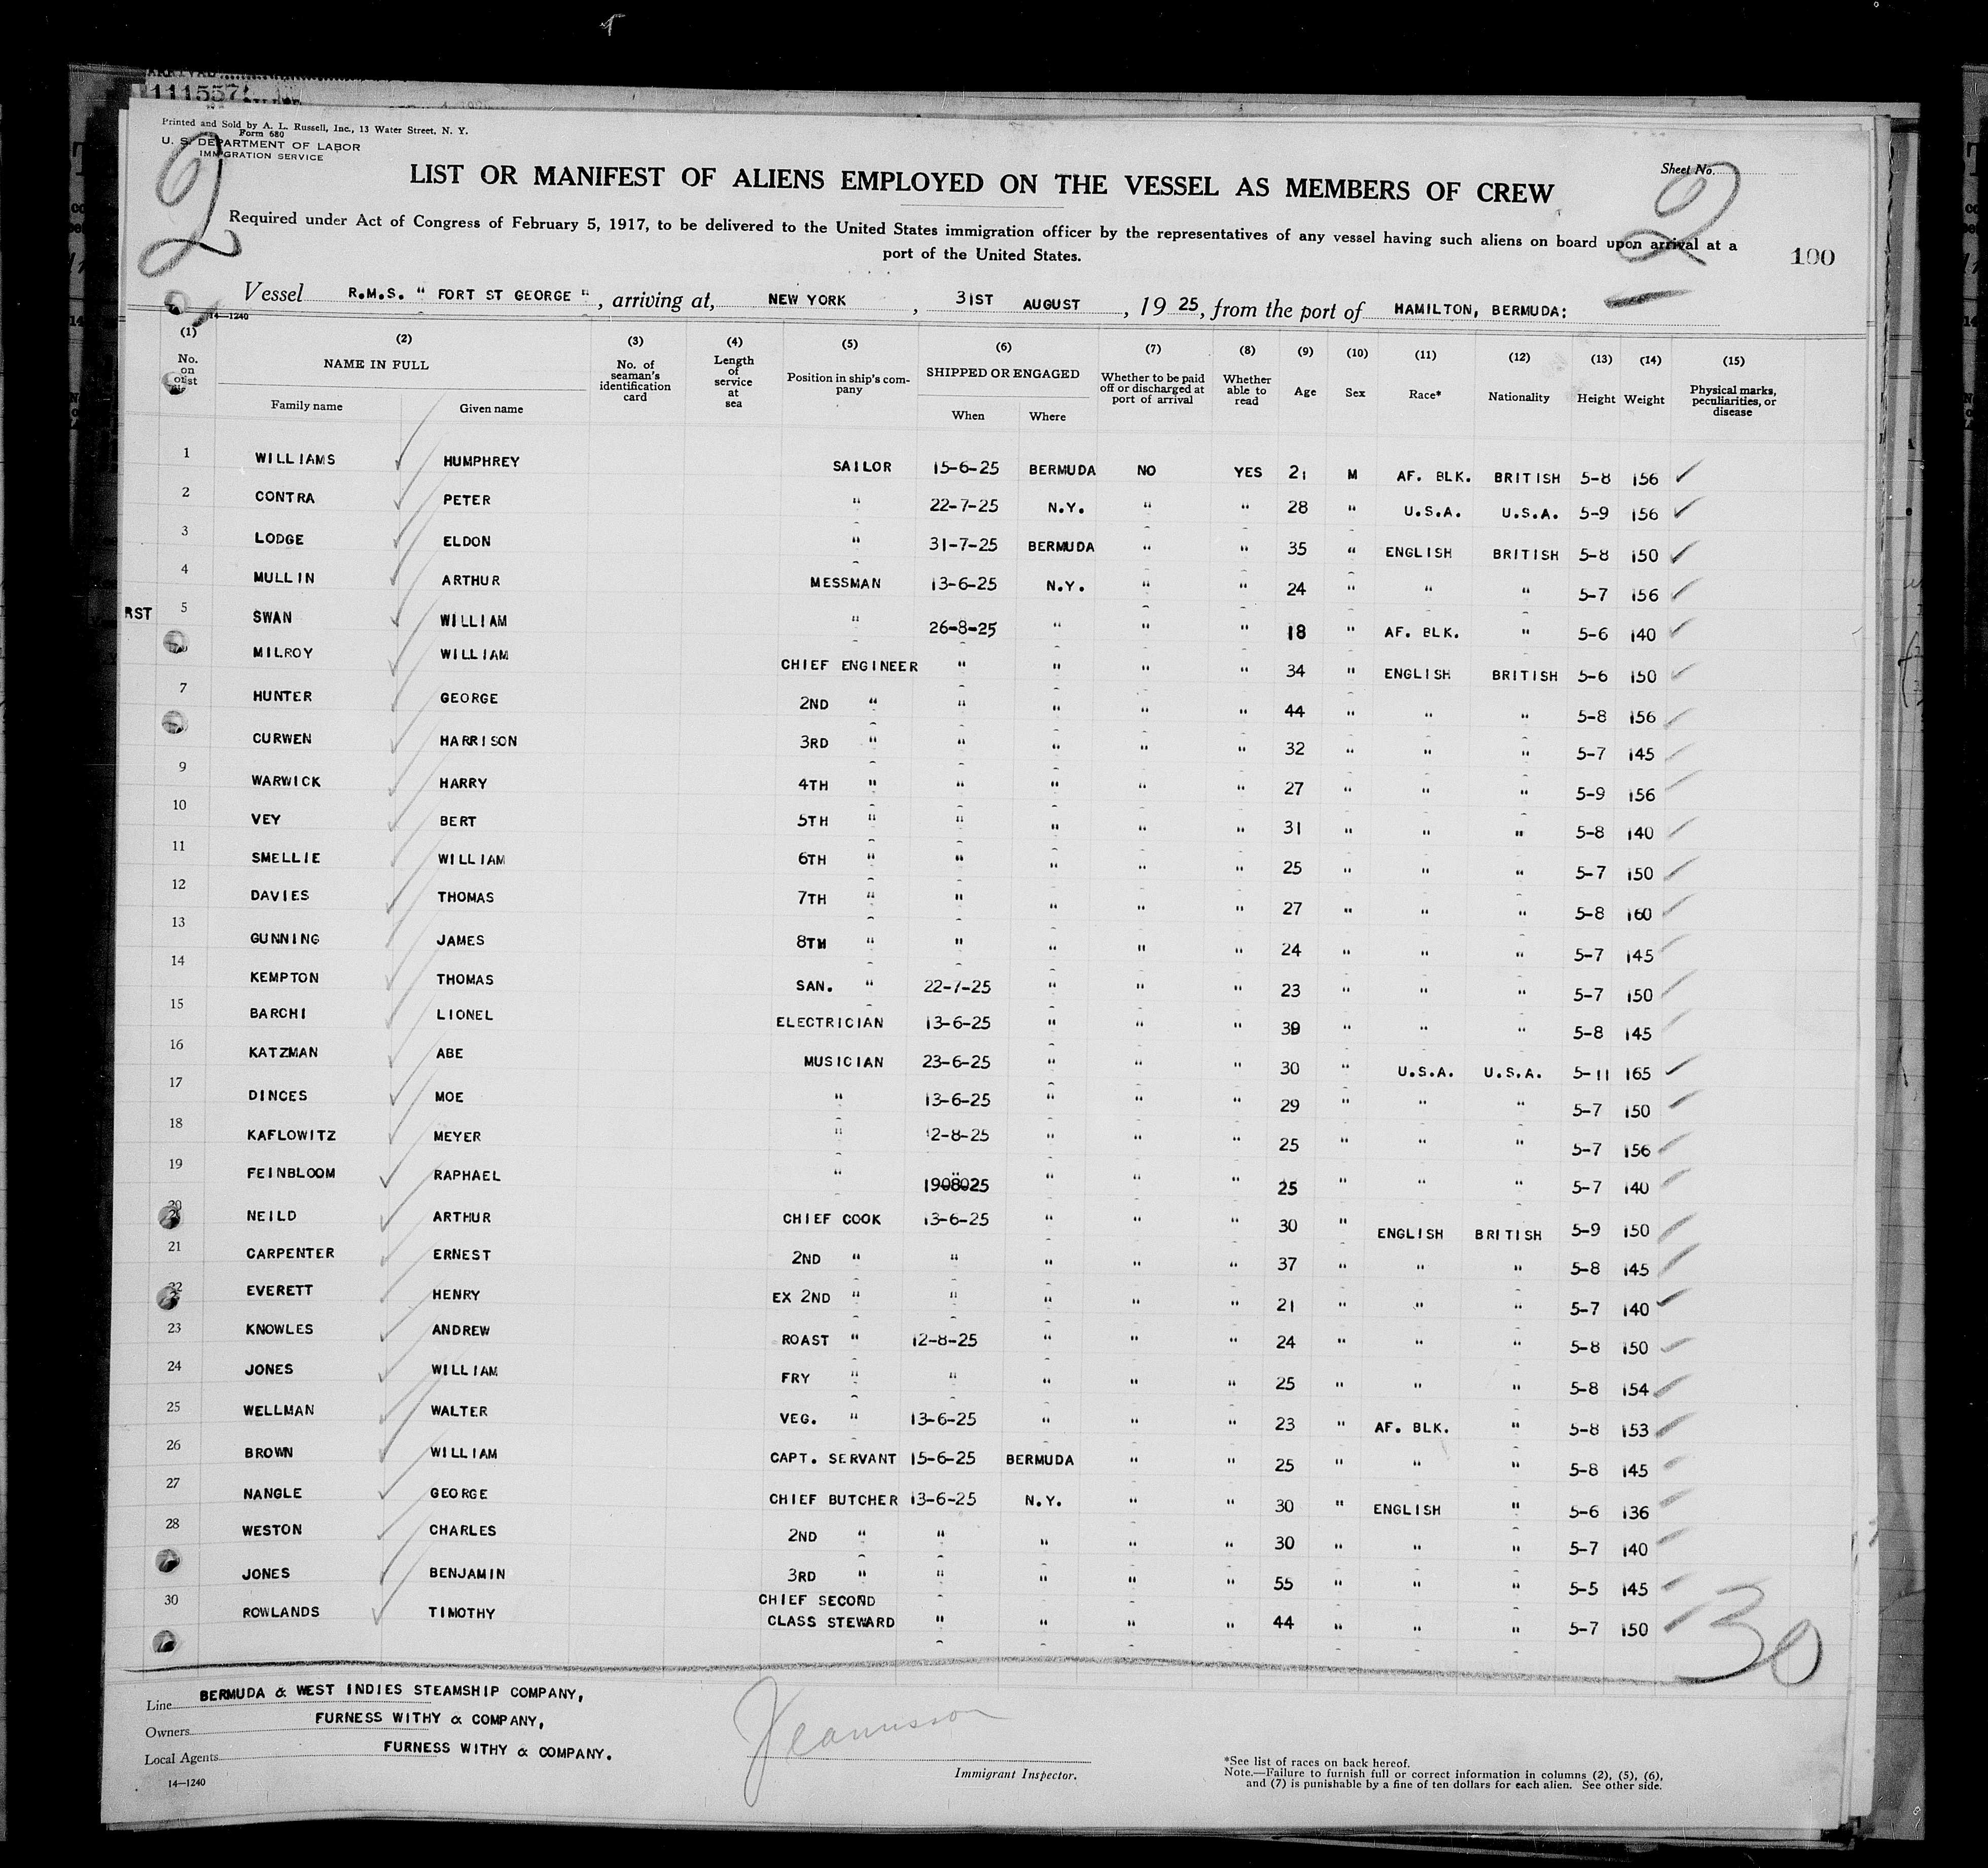 111557
Printed and Sold by A. L. Russell, Inc., 13 Water Street, N. Y.
Form 680
U. S. DEPARTMENT OF LABOR
IMMIGRATION SERVICE
2
2
Sheet No.
LIST OR MANIFEST OF ALIENS EMPLOYED ON THE VESSEL AS MEMBERS OF CREW
Required under Act of Congress of February 5, 1917, to be delivered to the United States immigration officer by the representatives of any vessel having such aliens on board upon arrival at a
port of the United States.
100
Vessel R.M.S. " FORT ST GEORGE ", arriving at, NEW YORK, 31ST AUGUST, 1925, from the port of HAMILTON, BERMUDA:
14—1240
(1) (2) (3) (4) (5) (6) (7) (8) (9) (10) (11) (12) (13) (14) (15)
No. on list NAME IN FULL Family name Given name No. of seaman's identification card Length of service at sea Position in ship's company SHIPPED OR ENGAGED When Where Whether to be paid off or discharged at port of arrival Whether able to read Age Sex Race* Nationality Height Weight Physical marks, peculiarities, or disease
1 WILLIAMS HUMPHREY SAILOR 15-6-25 BERMUDA NO YES 21 M AF. BLK. BRITISH 5-8 156
2 CONTRA PETER " 22-7-25 N.Y. " " 28 " U.S.A. U.S.A. 5-9 156
3 LODGE ELDON " 31-7-25 BERMUDA " " 35 " ENGLISH BRITISH 5-8 150
4 MULLIN ARTHUR MESSMAN 13-6-25 N.Y. " " 24 " " " 5-7 156
RST 5 SWAN WILLIAM " 26-8-25 " " " 18 " AF. BLK. " 5-6 140
MILROY WILLIAM CHIEF ENGINEER " " " " 34 " ENGLISH BRITISH 5-6 150
7 HUNTER GEORGE 2ND " " " " " 44 " " " 5-8 156
CURWEN HARRISON 3RD " " " " " 32 " " " 5-7 145
9 WARWICK HARRY 4TH " " " " " 27 " " " 5-9 156
10 VEY BERT 5TH " " " " " 31 " " " 5-8 140
11 SMELLIE WILLIAM 6TH " " " " " 25 " " " 5-7 150
12 DAVIES THOMAS 7TH " " " " " 27 " " " 5-8 160
13 GUNNING JAMES 8TH " " " " " 24 " " " 5-7 145
14 KEMPTON THOMAS SAN. " 22-7-25 " " " 23 " " " 5-7 150
15 BARCHI LIONEL ELECTRICIAN 13-6-25 " " " 39 " " " 5-8 145
16 KATZMAN ABE MUSICIAN 23-6-25 " " " 30 " U.S.A. U.S.A. 5-11 165
17 DINCES MOE " 13-6-25 " " " 29 " " " 5-7 150
18 KAFLOWITZ MEYER " 12-8-25 " " " 25 " " " 5-7 156
19 FEINBLOOM RAPHAEL " " " " 25 " " " 5-7 140
20 NEILD ARTHUR CHIEF COOK 13-6-25 " " " 30 " ENGLISH BRITISH 5-9 150
21 CARPENTER ERNEST 2ND " " " " " 37 " " " 5-8 145
22 EVERETT HENRY EX 2ND " " " " " 21 " " " 5-7 140
23 KNOWLES ANDREW ROAST " 12-8-25 " " " 24 " " " 5-8 150
24 JONES WILLIAM FRY " " " " " 25 " " " 5-8 154
25 WELLMAN WALTER VEG. " 13-6-25 " " " 23 " AF. BLK. " 5-8 153
26 BROWN WILLIAM CAPT. SERVANT 15-6-25 BERMUDA " " 25 " " " 5-8 145
27 NANGLE GEORGE CHIEF BUTCHER 13-6-25 N.Y. " " 30 " ENGLISH " 5-6 136
28 WESTON CHARLES 2ND " " " " " 30 " " " 5-7 140
JONES BENJAMIN 3RD " " " " " 55 " " " 5-5 145
30 ROWLANDS TIMOTHY CHIEF SECOND CLASS STEWARD " " " " 44 " " " 5-7 150
30
Line BERMUDA & WEST INDIES STEAMSHIP COMPANY,
Owners FURNESS WITHY & COMPANY,
Local Agents FURNESS WITHY & COMPANY.
14—1240
Immigrant Inspector.
*See list of races on back hereof.
Note.—Failure to furnish full or correct information in columns (2), (5), (6),
and (7) is punishable by a fine of ten dollars for each alien. See other side.